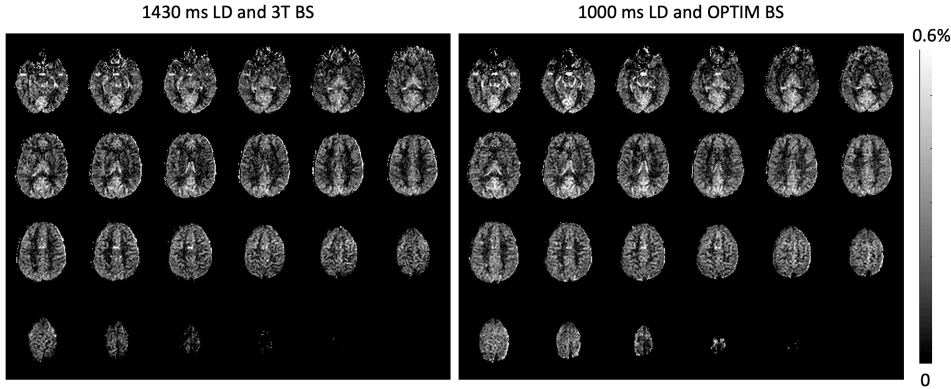 1430 ms LD and 3T BS
1000 ms LD and OPTIM BS
0.6%
0